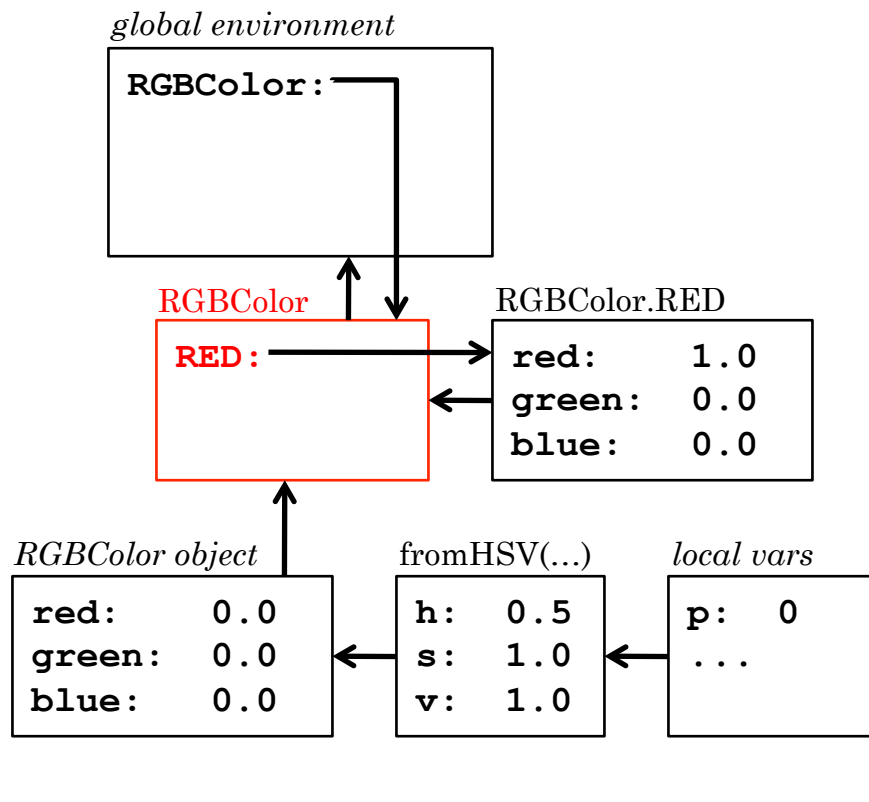 global environment
RGBColor:
RGBColor
RGBColor.RED
RED:
red: 1.0
green: 0.0
blue: 0.0
RGBColor object
fromHSV(...)
local vars
red: 0.0
green: 0.0
blue: 0.0
h: 0.5
s: 1.0
v: 1.0
p: 0
...